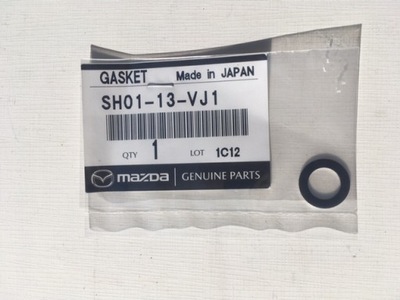 GASKET Made in JAPAN
SH01-13-VJ1
QTY 1 LOT 1C12
mazda GENUINE PARTS